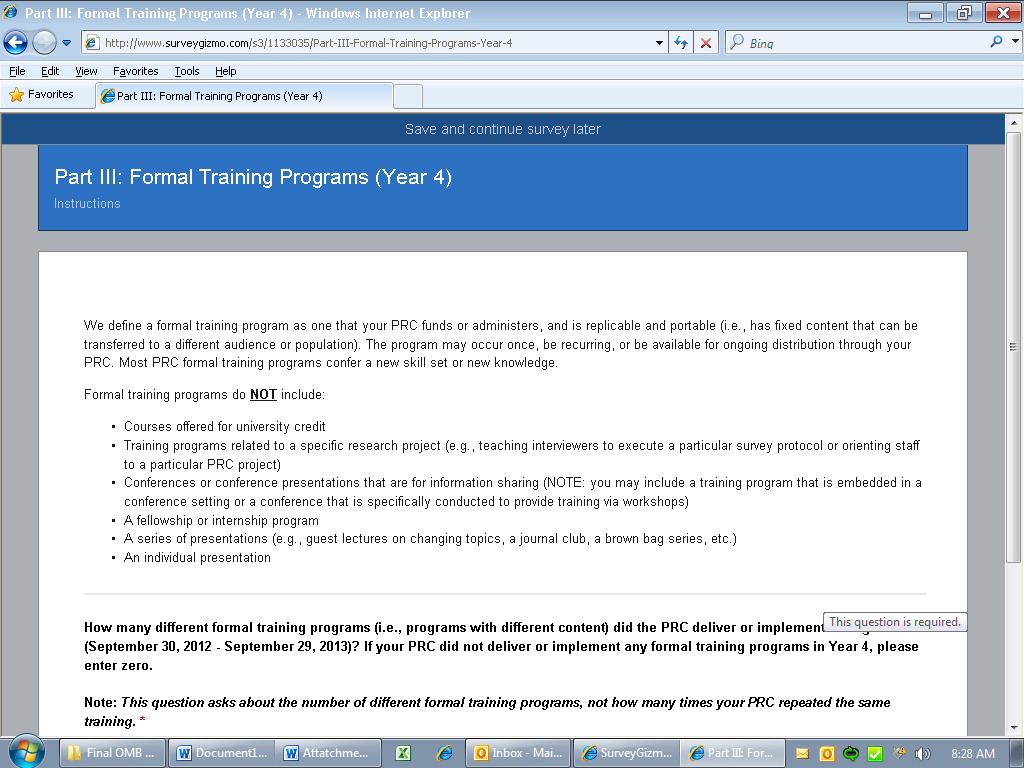 Part III: Formal Training Programs (Year 4) - Windows Internet Explorer
http://www.surveygizmo.com/s3/1133035/Part-III-Formal-Training-Programs-Year-4
Bing
File Edit View Favorites Tools Help
Favorites
Part III: Formal Training Programs (Year 4)
Save and continue survey later
Part III: Formal Training Programs (Year 4)
Instructions
We define a formal training program as one that your PRC funds or administers, and is replicable and portable (i.e., has fixed content that can be
transferred to a different audience or population). The program may occur once, be recurring, or be available for ongoing distribution through your
PRC. Most PRC formal training programs confer a new skill set or new knowledge.
Formal training programs do NOT include:
• Courses offered for university credit
• Training programs related to a specific research project (e.g., teaching interviewers to execute a particular survey protocol or orienting staff
to a particular PRC project)
• Conferences or conference presentations that are for information sharing (NOTE: you may include a training program that is embedded in a
conference setting or a conference that is specifically conducted to provide training via workshops)
• A fellowship or internship program
• A series of presentations (e.g., guest lectures on changing topics, a journal club, a brown bag series, etc.)
• An individual presentation
This question is required.
How many different formal training programs (i.e., programs with different content) did the PRC deliver or implement
(September 30, 2012 - September 29, 2013)? If your PRC did not deliver or implement any formal training programs in Year 4, please
enter zero.
Note: This question asks about the number of different formal training programs, not how many times your PRC repeated the same
training. *
Final OMB ... Document1... Attatchme... Inbox - Mai... SurveyGizm... Part III: For... 8:28 AM